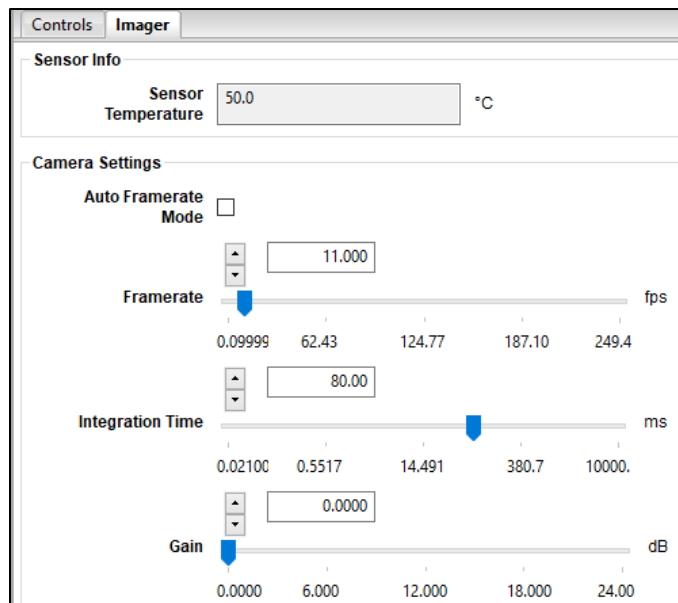 Controls Imager
Sensor Info
Sensor
Temperature
50.0
°C
Camera Settings
Auto Framerate
Mode
11.000
Framerate
fps
0.09999 62.43 124.77 187.10 249.4
80.00
Integration Time
ms
0.02100 0.5517 14.491 380.7 10000.
0.0000
Gain
dB
0.0000 6.000 12.000 18.000 24.00